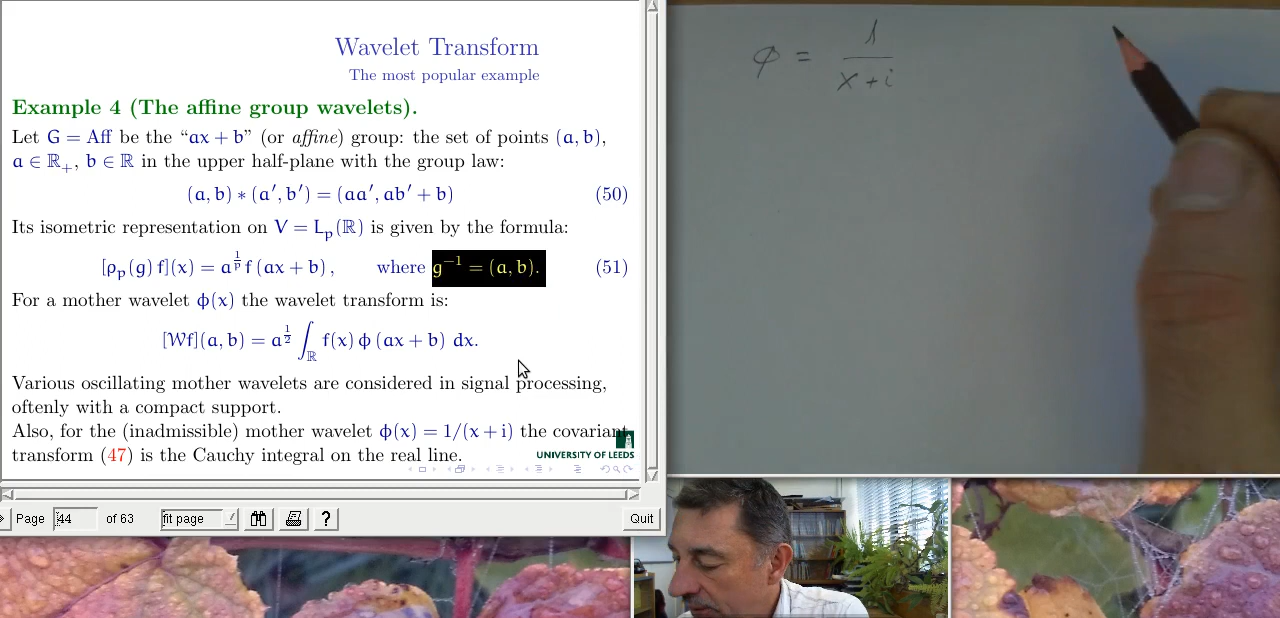 Wavelet Transform
The most popular example
Example 4 (The affine group wavelets).
Let G = Aff be the “ax + b” (or affine) group: the set of points (a, b),
a ∈ ℝ₊, b ∈ ℝ in the upper half-plane with the group law:
(a, b) ∗ (a′, b′) = (aa′, ab′ + b) (50)
Its isometric representation on V = Lₚ(ℝ) is given by the formula:
[ρₚ(g) f](x) = a^{1/p} f (ax + b) , where g⁻¹ = (a, b). (51)
For a mother wavelet ϕ(x) the wavelet transform is:
[𝒲f](a, b) = a^{1/2} ∫_ℝ f(x) ϕ (ax + b) dx.
Various oscillating mother wavelets are considered in signal processing,
oftenly with a compact support.
Also, for the (inadmissible) mother wavelet ϕ(x) = 1/(x + i) the covariant
transform (47) is the Cauchy integral on the real line.
UNIVERSITY OF LEEDS
Page 44 of 63 fit page ? Quit
φ = 1/(x + i)